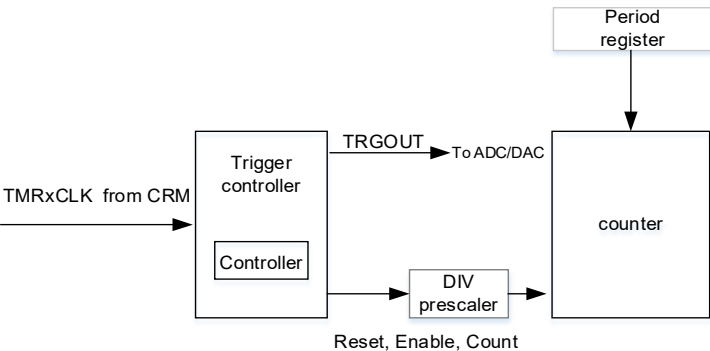 Period
register
TRGOUT
To ADC/DAC
Trigger
controller
TMRxCLK from CRM
counter
Controller
DIV
prescaler
Reset, Enable, Count